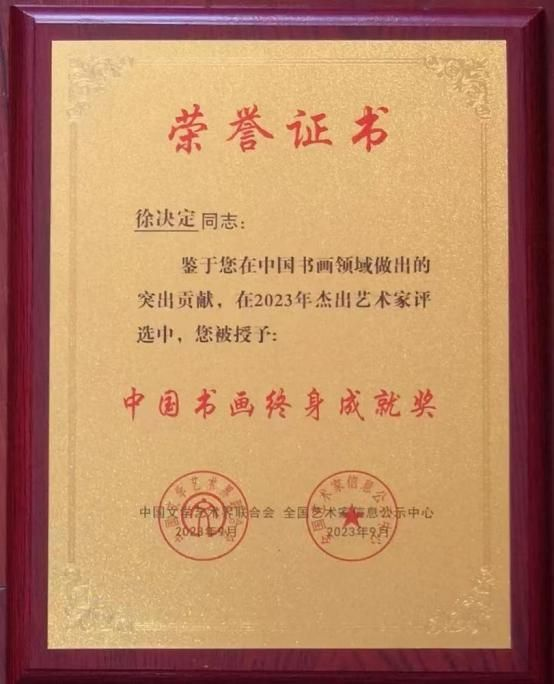 荣誉证书
徐决定 同志：
鉴于您在中国书画领域做出的
突出贡献，在2023年杰出艺术家评
选中，您被授予：
中国书画终身成就奖
中国文学艺术界联合会 全国艺术家信息公示中心
2023年9月 2023年9月